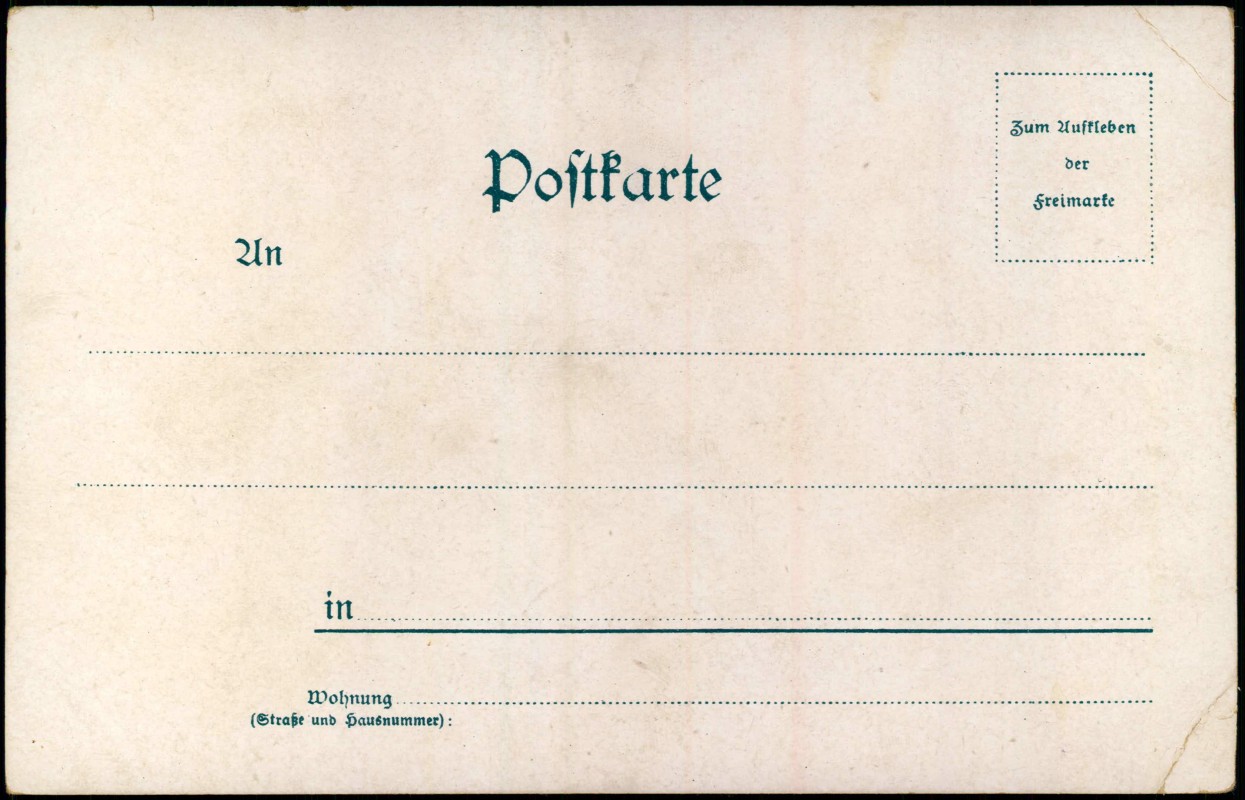 Zum Aufkleben
der
Freimarke
Postkarte
An
in
Wohnung
(Straße und Hausnummer):